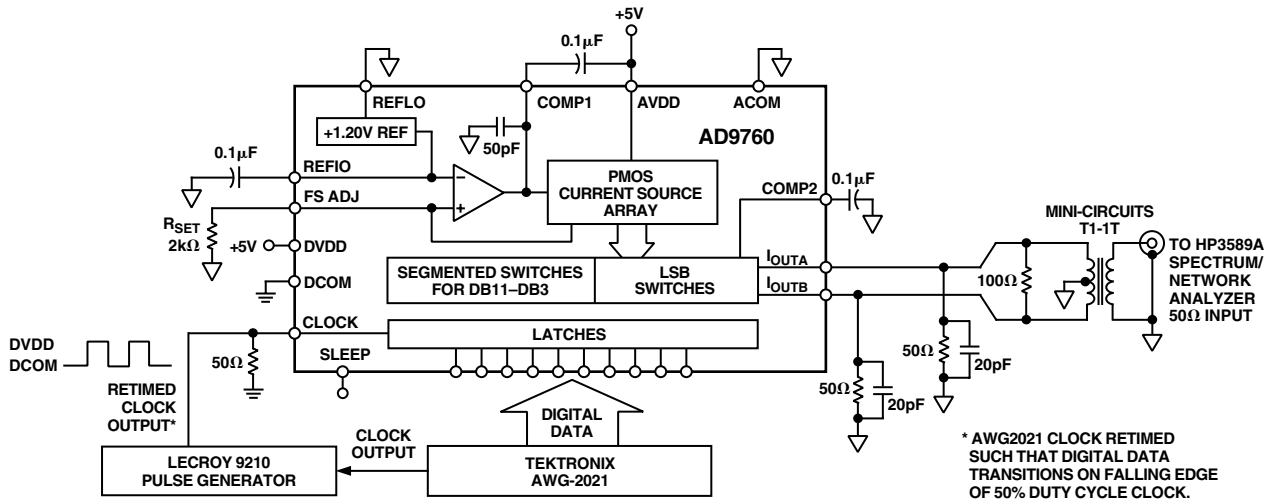 +5V
0.1µF
REFLO
COMP1
AVDD
ACOM
+1.20V REF
50pF
AD9760
0.1µF
REFIO
FS ADJ
PMOS
CURRENT SOURCE
ARRAY
COMP2
0.1µF
RSET
2kΩ
+5V
DVDD
DCOM
SEGMENTED SWITCHES
FOR DB11–DB3
LSB
SWITCHES
IOUTA
IOUTB
MINI-CIRCUITS
T1-1T
100Ω
TO HP3589A
SPECTRUM/
NETWORK
ANALYZER
50Ω INPUT
CLOCK
LATCHES
DVDD
DCOM
50Ω
SLEEP
50Ω
20pF
50Ω
20pF
RETIMED
CLOCK
OUTPUT*
DIGITAL
DATA
CLOCK
OUTPUT
LECROY 9210
PULSE GENERATOR
TEKTRONIX
AWG-2021
* AWG2021 CLOCK RETIMED
SUCH THAT DIGITAL DATA
TRANSITIONS ON FALLING EDGE
OF 50% DUTY CYCLE CLOCK.
−
+